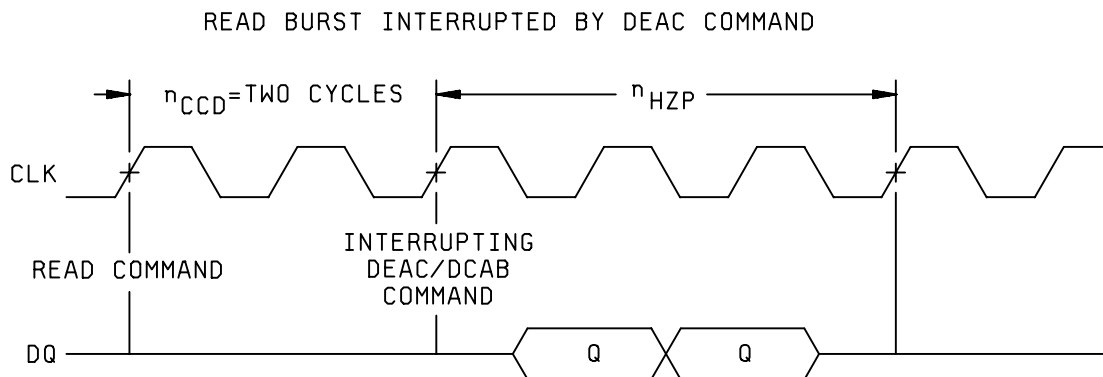 READ BURST INTERRUPTED BY DEAC COMMAND
nCCD=TWO CYCLES
nHZP
CLK
READ COMMAND
INTERRUPTING
DEAC/DCAB
COMMAND
DQ
Q
Q